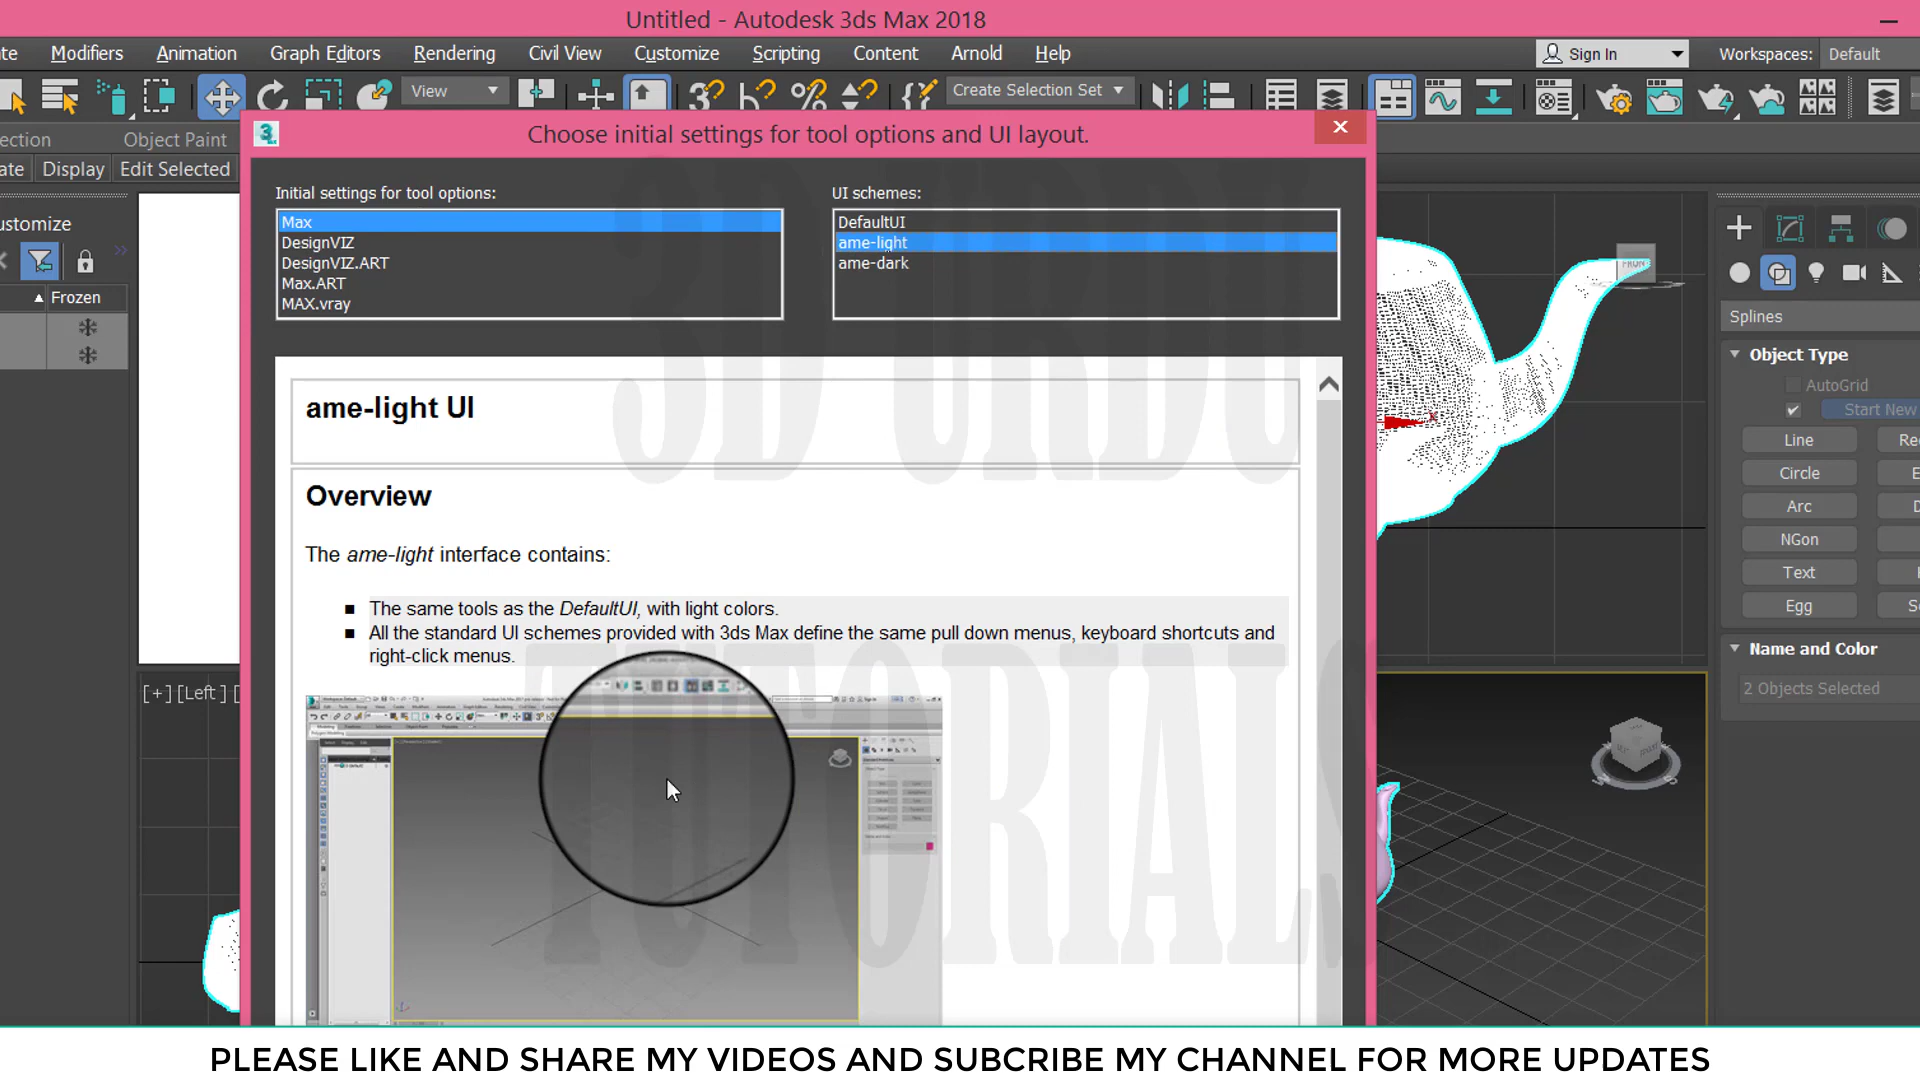 Untitled - Autodesk 3ds Max 2018
Modifiers Animation Graph Editors Rendering Civil View Customize Scripting Content Arnold Help
Sign In
Workspaces: Default
View
Create Selection Set
Object Paint
Display
Edit Selected
Choose initial settings for tool options and UI layout.
Initial settings for tool options:
Max
DesignVIZ
DesignVIZ.ART
Max.ART
MAX.vray
UI schemes:
DefaultUI
ame-light
ame-dark
Frozen
ame-light UI
Overview
The ame-light interface contains:
The same tools as the DefaultUI, with light colors.
All the standard UI schemes provided with 3ds Max define the same pull down menus, keyboard shortcuts and
right-click menus.
3D URDU
TUTORIALS
[+] [Left] [
Splines
Object Type
AutoGrid
Start New
Line
Circle
Arc
NGon
Text
Egg
Name and Color
2 Objects Selected
PLEASE LIKE AND SHARE MY VIDEOS AND SUBCRIBE MY CHANNEL FOR MORE UPDATES